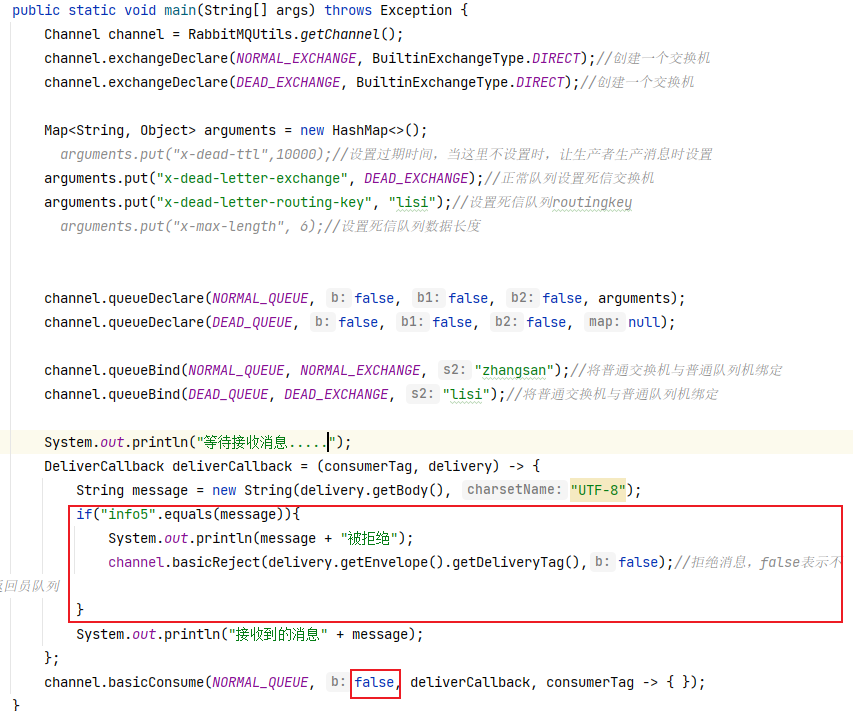 public static void main(String[] args) throws Exception {
Channel channel = RabbitMQUtils.getChannel();
channel.exchangeDeclare(NORMAL_EXCHANGE, BuiltinExchangeType.DIRECT);//创建一个交换机
channel.exchangeDeclare(DEAD_EXCHANGE, BuiltinExchangeType.DIRECT);//创建一个交换机
Map<String, Object> arguments = new HashMap<>();
arguments.put("x-dead-ttl",10000);//设置过期时间，当这里不设置时，让生产者生产消息时设置
arguments.put("x-dead-letter-exchange", DEAD_EXCHANGE);//正常队列设置死信交换机
arguments.put("x-dead-letter-routing-key", "lisi");//设置死信队列routingkey
arguments.put("x-max-length", 6);//设置死信队列数据长度
channel.queueDeclare(NORMAL_QUEUE, b: false, b1: false, b2: false, arguments);
channel.queueDeclare(DEAD_QUEUE, b: false, b1: false, b2: false, map: null);
channel.queueBind(NORMAL_QUEUE, NORMAL_EXCHANGE, s2: "zhangsan");//将普通交换机与普通队列机绑定
channel.queueBind(DEAD_QUEUE, DEAD_EXCHANGE, s2: "lisi");//将普通交换机与普通队列机绑定
System.out.println("等待接收消息.....");
DeliverCallback deliverCallback = (consumerTag, delivery) -> {
String message = new String(delivery.getBody(), charsetName: "UTF-8");
if("info5".equals(message)){
System.out.println(message + "被拒绝");
channel.basicReject(delivery.getEnvelope().getDeliveryTag(), b: false);//拒绝消息，false表示不
返回员队列
}
System.out.println("接收到的消息" + message);
};
channel.basicConsume(NORMAL_QUEUE, b: false, deliverCallback, consumerTag -> { });
}